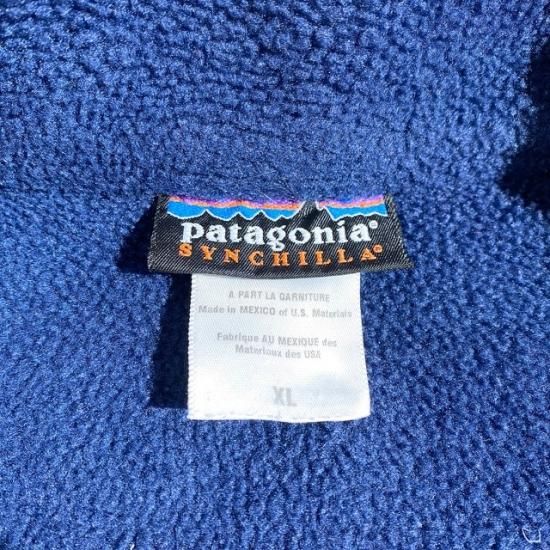 patagonia®
SYNCHILLA®
A PART LA GARNITURE
Made in MEXICO of U.S. Materials
Fabrique AU MEXIQUE des
Materiaux des USA
XL